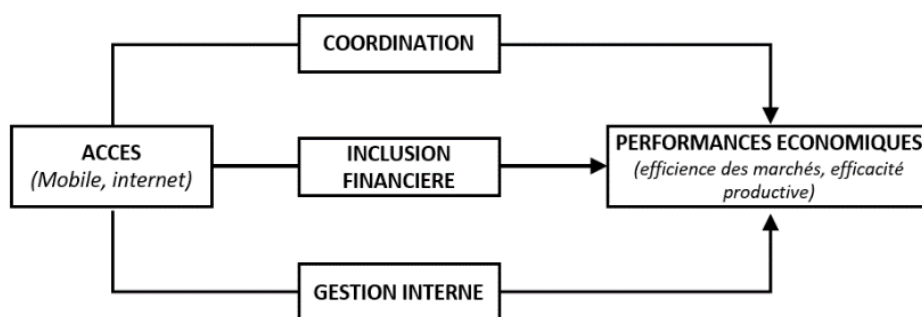 COORDINATION
ACCES
(Mobile, internet)
INCLUSION
FINANCIERE
PERFORMANCES ECONOMIQUES
(efficience des marchés, efficacité
productive)
GESTION INTERNE